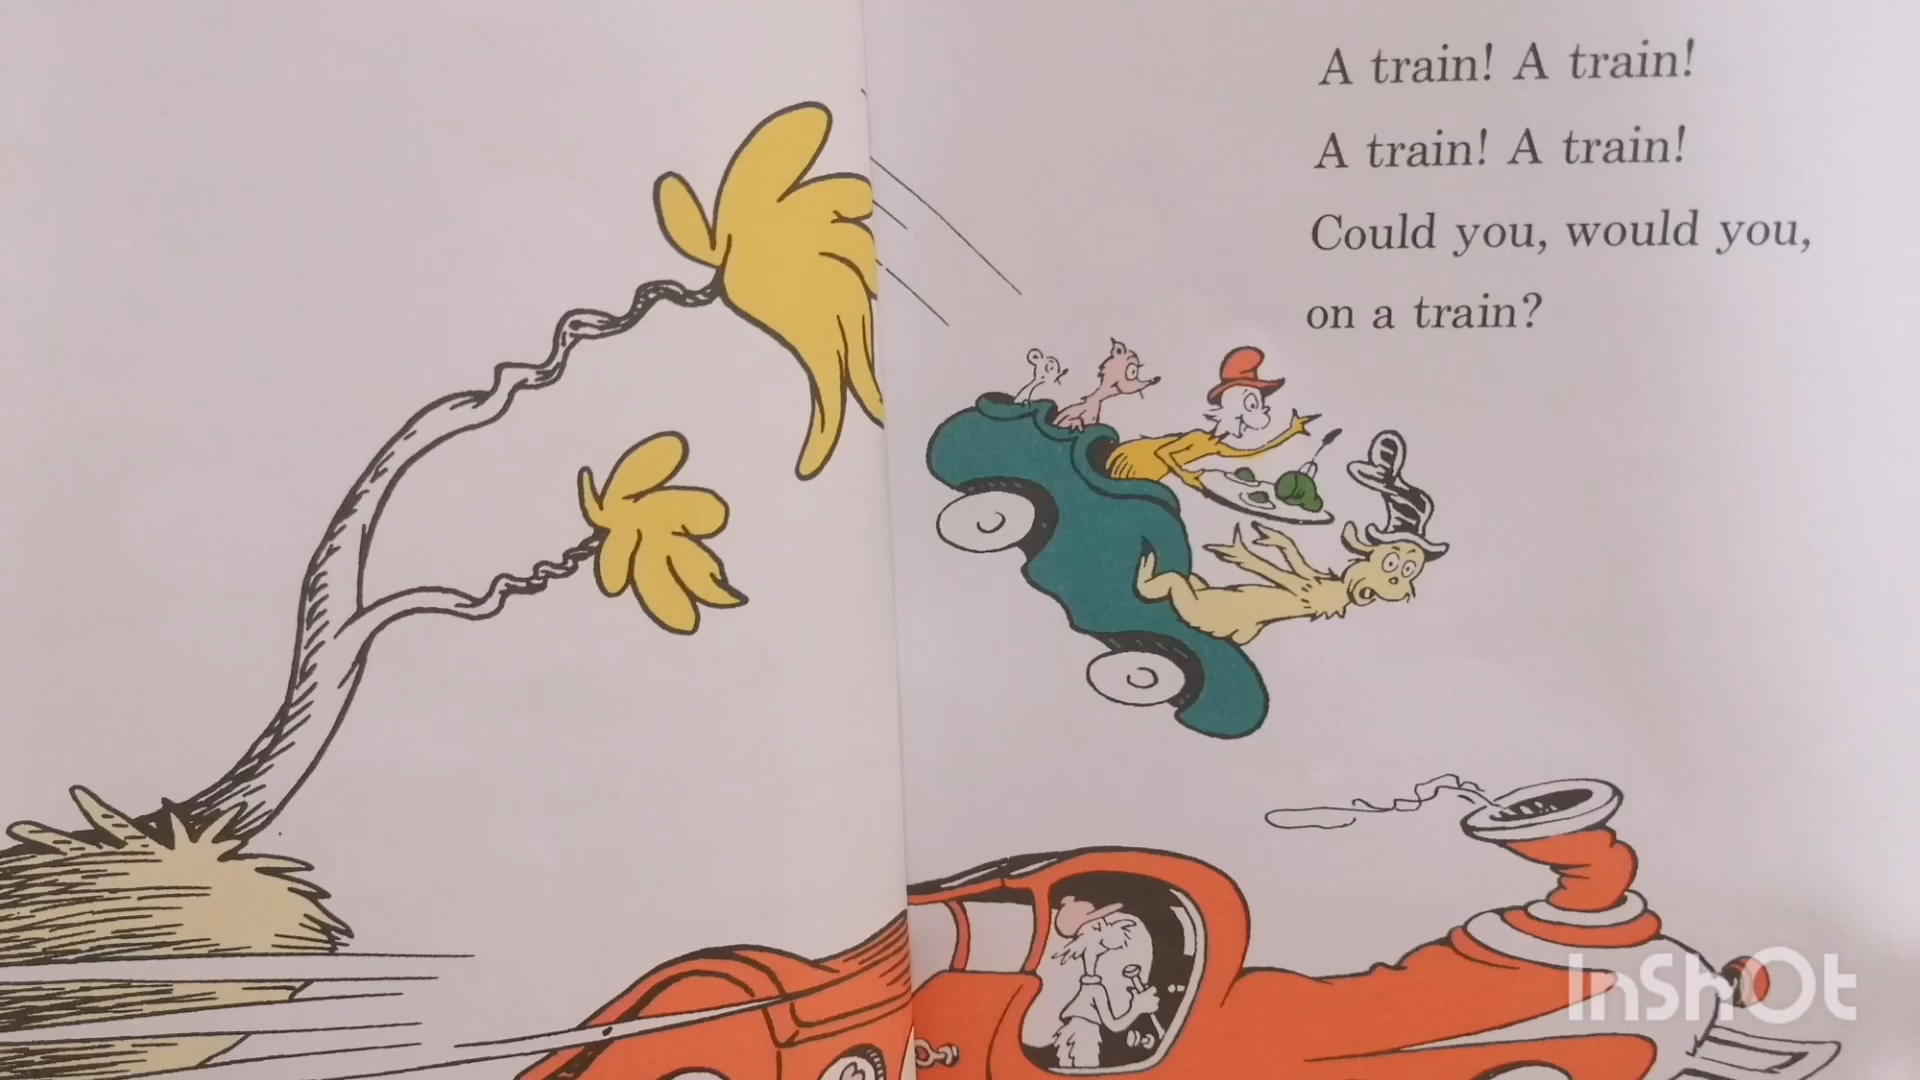 A train! A train!
A train! A train!
Could you, would you,
on a train?
InShOt